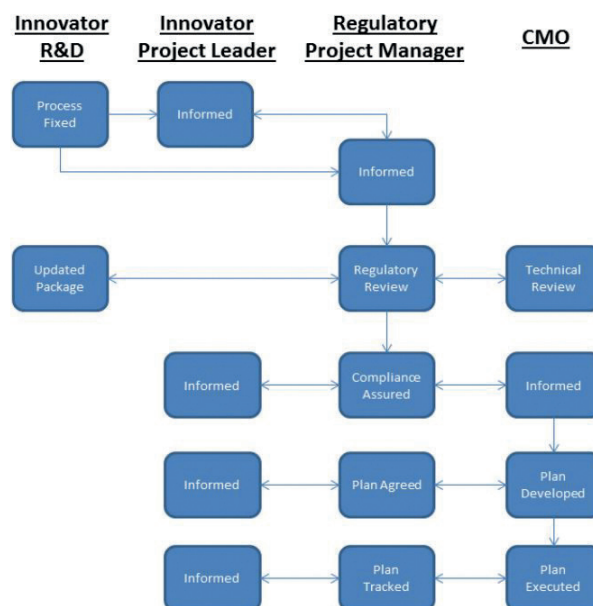 Innovator
R&D
Innovator
Project Leader
Regulatory
Project Manager
CMO
Process
Fixed
Informed
Informed
Updated
Package
Regulatory
Review
Technical
Review
Informed
Compliance
Assured
Informed
Informed
Plan Agreed
Plan
Developed
Informed
Plan
Tracked
Plan
Executed